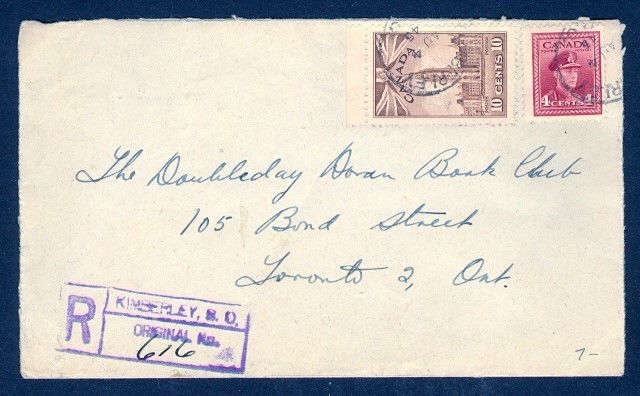 CANADA
10 CENTS 10
CANADA
4 CENTS 4
The Doubleday Doran Book Club
105 Bond Street
Toronto 2, Ont.
R
KIMBERLEY, B. C.
ORIGINAL No.
616
7-